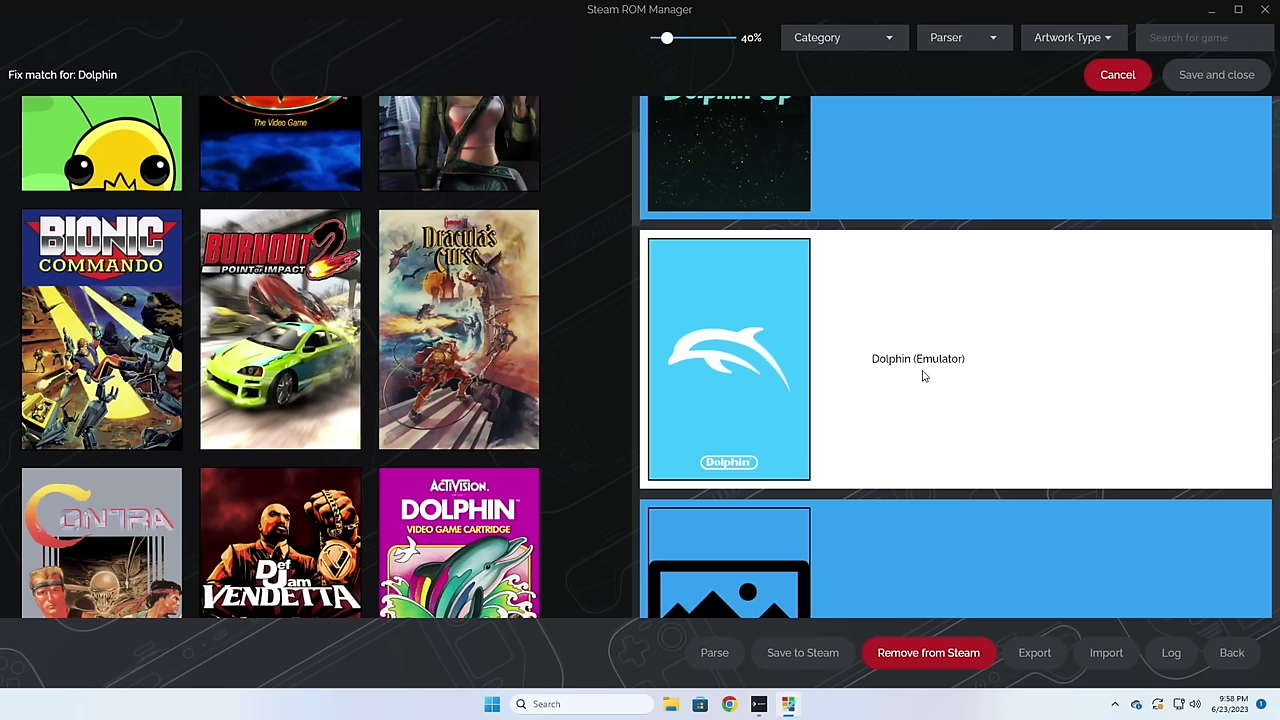 Steam ROM Manager
40%
Category
Parser
Artwork Type
Search for game
Fix match for: Dolphin
Cancel
Save and close
The Video Game
BIONIC
COMMANDO
BURNOUT 2
POINT OF IMPACT
Dracula's
Curse
Dolphin (Emulator)
Dolphin
CONTRA
Def
Jam
VENDETTA
ACTIVISION.
DOLPHIN™
VIDEO GAME CARTRIDGE
Parse
Save to Steam
Remove from Steam
Export
Import
Log
Back
Search
9:58 PM
6/23/2023